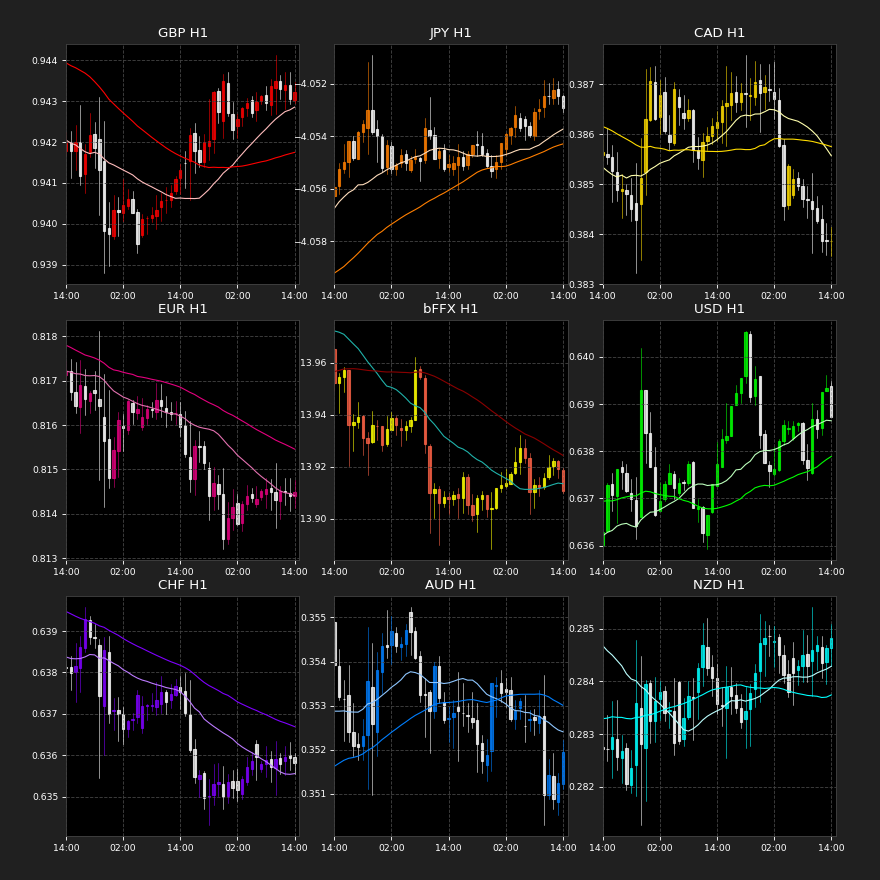 GBP H1
0.944
0.943
0.942
0.941
0.940
0.939
14:00 02:00 14:00 02:00 14:00
JPY H1
−4.052
−4.054
−4.056
−4.058
14:00 02:00 14:00 02:00 14:00
CAD H1
0.387
0.386
0.385
0.384
0.383
14:00 02:00 14:00 02:00 14:00
EUR H1
0.818
0.817
0.816
0.815
0.814
0.813
14:00 02:00 14:00 02:00 14:00
bFFX H1
13.96
13.94
13.92
13.90
14:00 02:00 14:00 02:00 14:00
USD H1
0.640
0.639
0.638
0.637
0.636
14:00 02:00 14:00 02:00 14:00
CHF H1
0.639
0.638
0.637
0.636
0.635
14:00 02:00 14:00 02:00 14:00
AUD H1
0.355
0.354
0.353
0.352
0.351
14:00 02:00 14:00 02:00 14:00
NZD H1
0.285
0.284
0.283
0.282
14:00 02:00 14:00 02:00 14:00